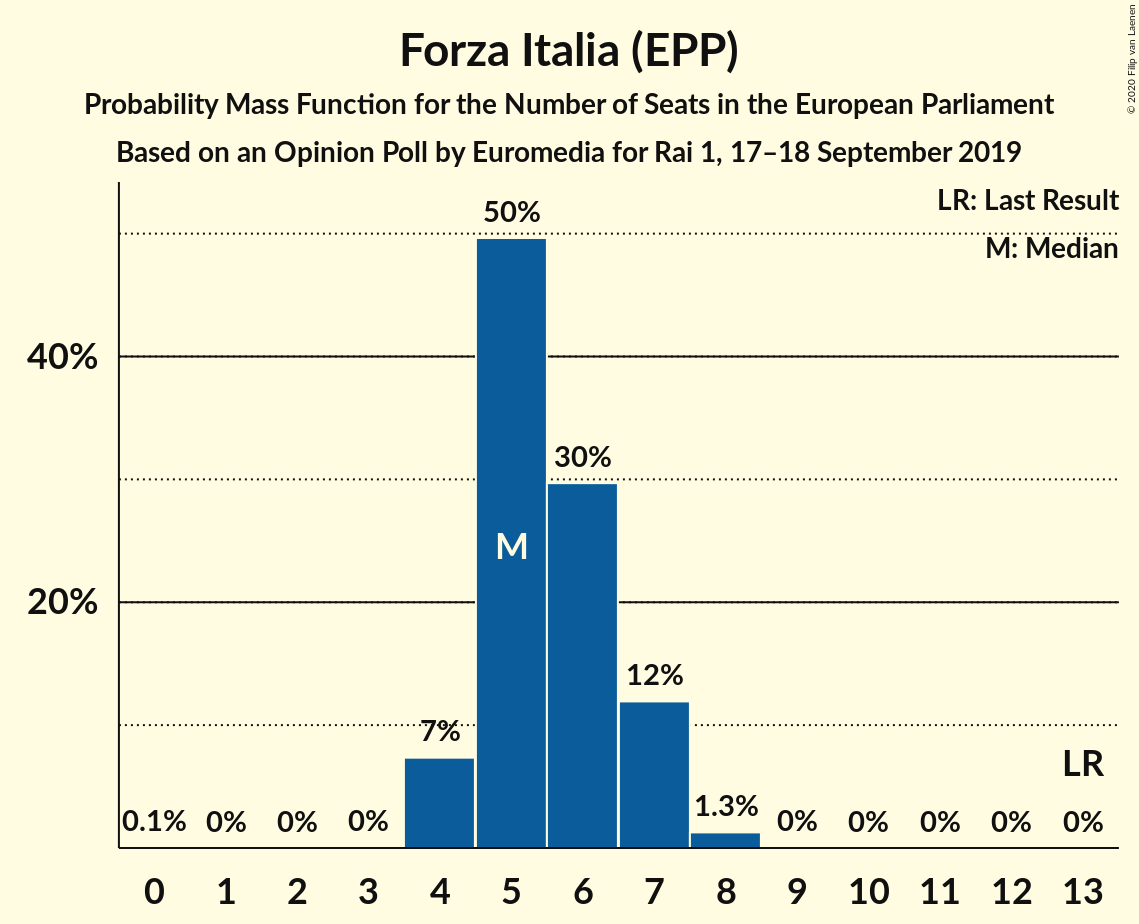 Forza Italia (EPP)
Probability Mass Function for the Number of Seats in the European Parliament
Based on an Opinion Poll by Euromedia for Rai 1, 17–18 September 2019
© 2020 Filip van Laenen
LR: Last Result
M: Median
50%
40%
30%
M
20%
12%
7%
LR
0.1% 0% 0% 0% 1.3% 0% 0% 0% 0% 0%
0 1 2 3 4 5 6 7 8 9 10 11 12 13